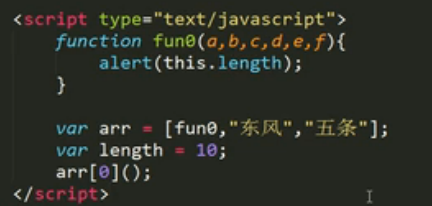 <script type="text/javascript">
function fun0(a,b,c,d,e,f){
alert(this.length);
}
var arr = [fun0,"东风","五条"];
var length = 10;
arr[0]();
</script>